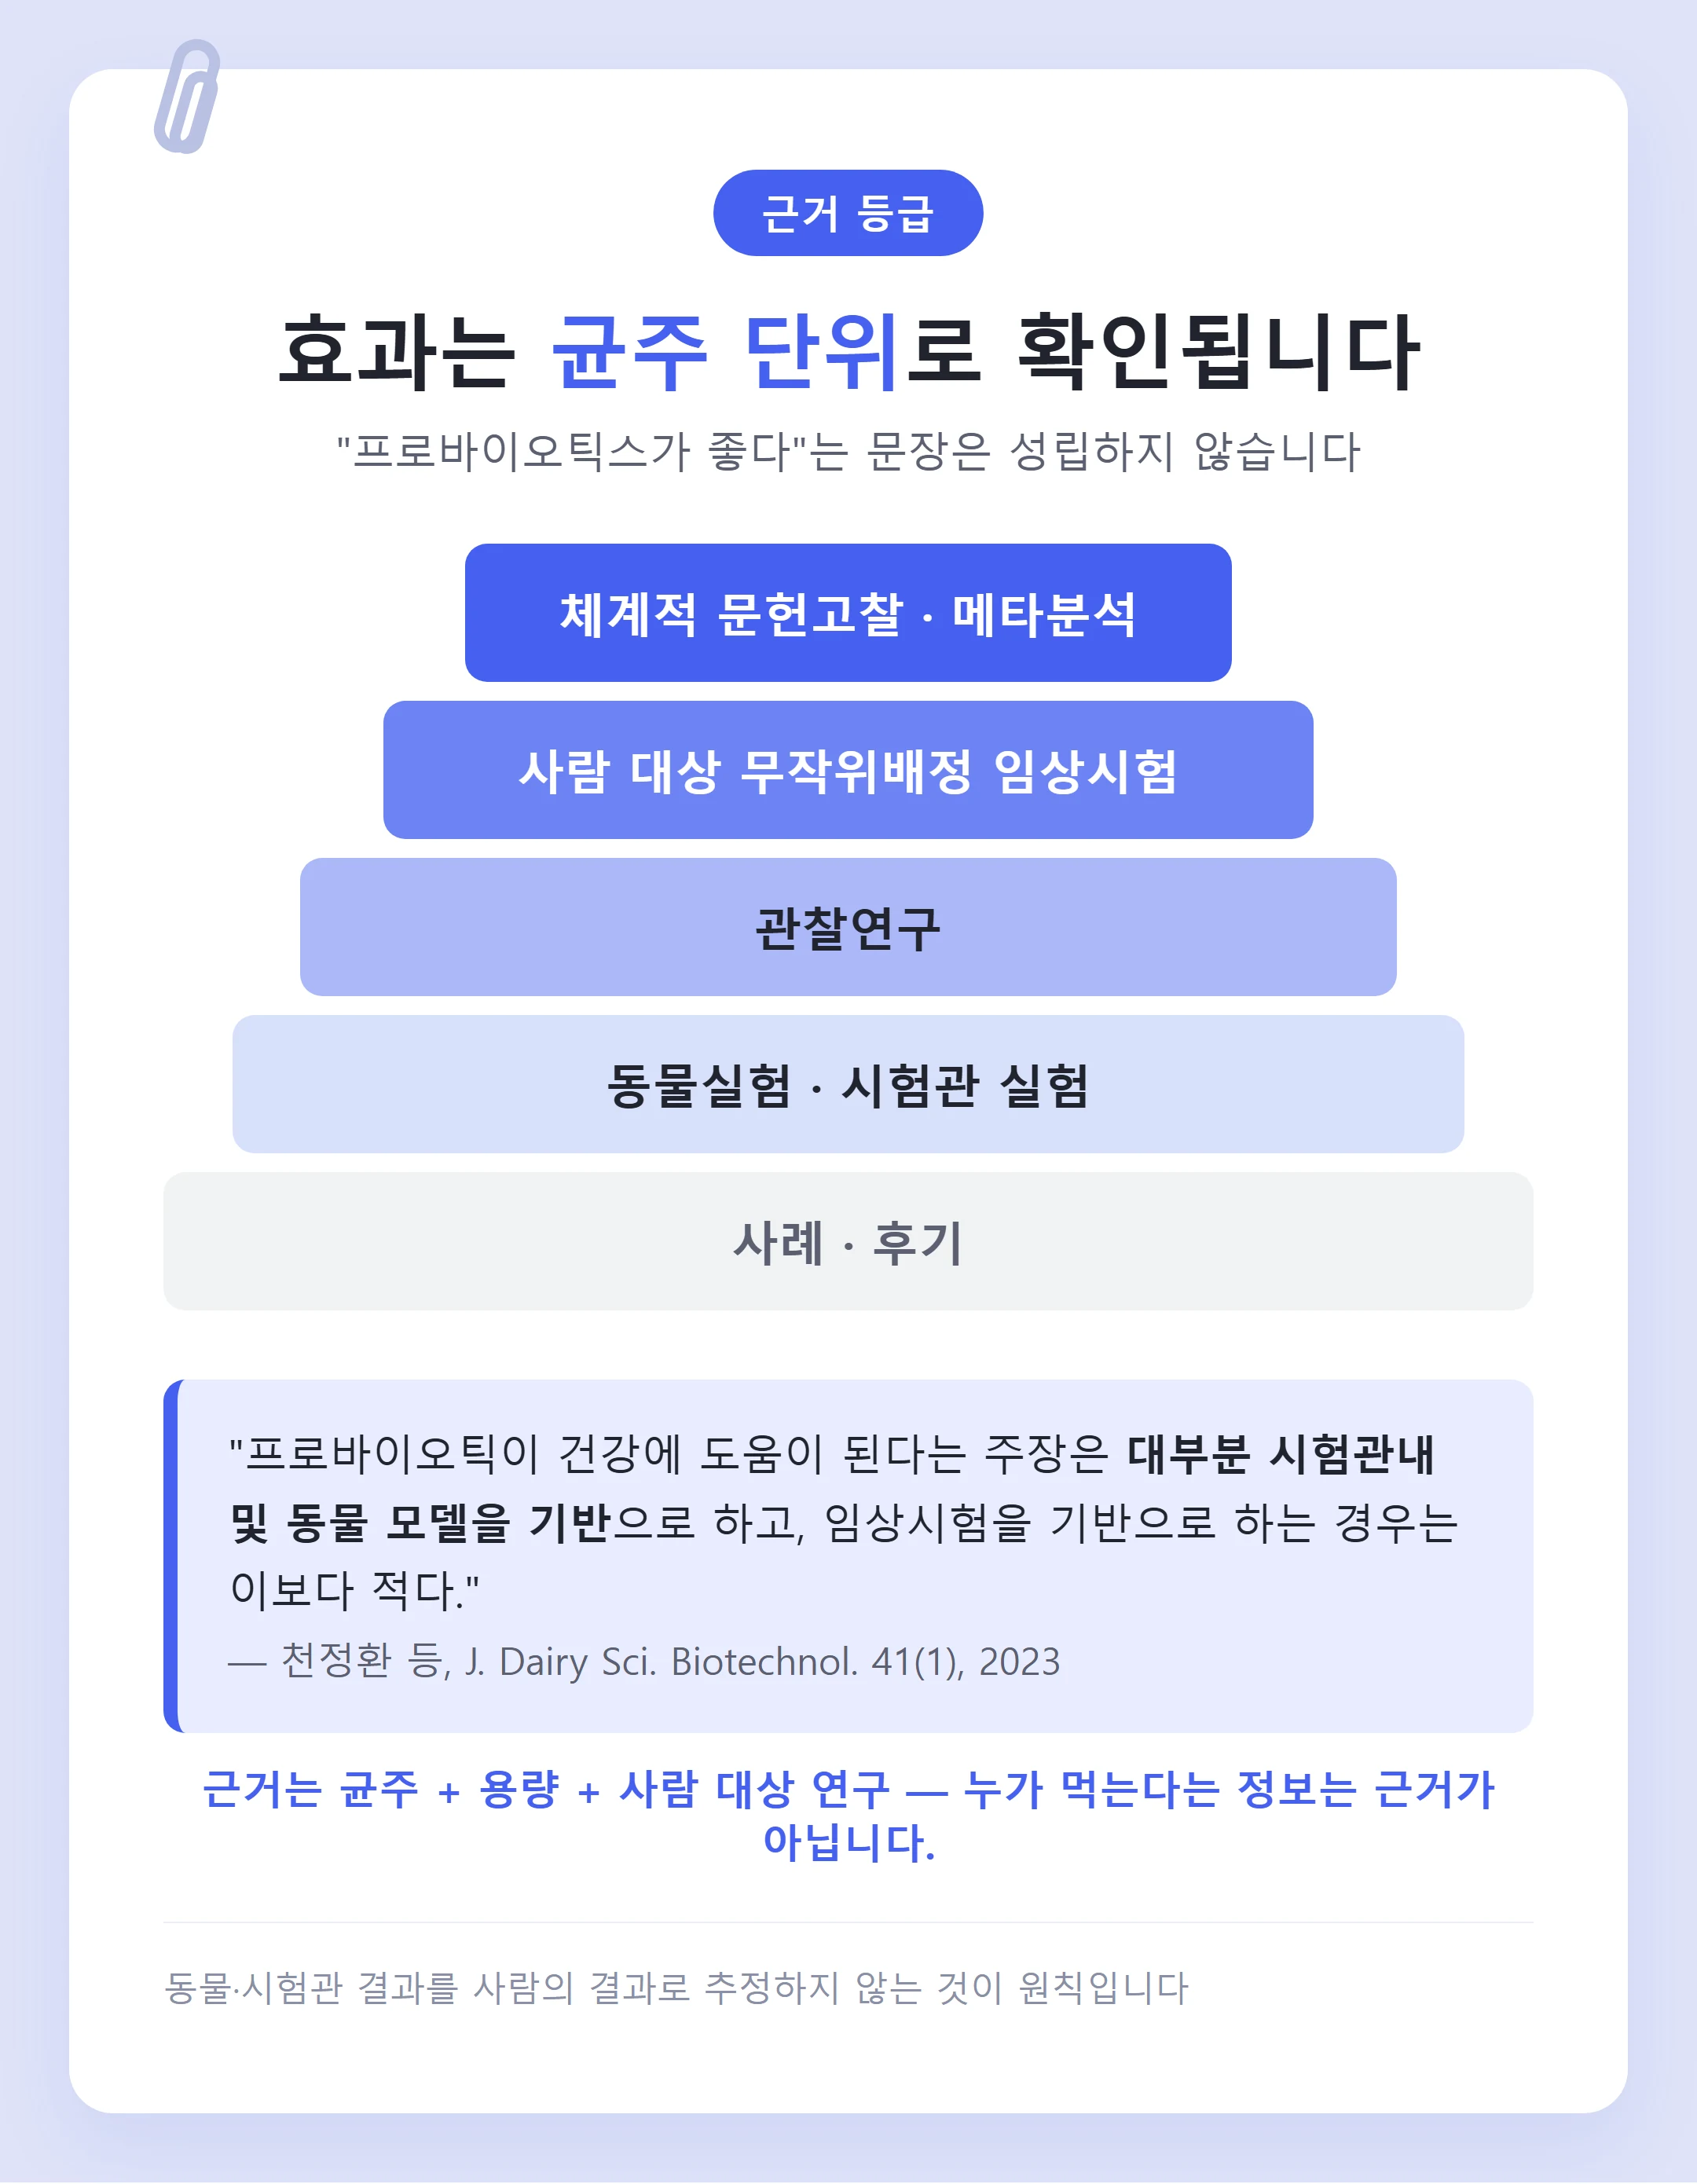 근거 등급
효과는 균주 단위로 확인됩니다
"프로바이오틱스가 좋다"는 문장은 성립하지 않습니다
체계적 문헌고찰 · 메타분석
사람 대상 무작위배정 임상시험
관찰연구
동물실험 · 시험관 실험
사례 · 후기
"프로바이오틱이 건강에 도움이 된다는 주장은 대부분 시험관내
및 동물 모델을 기반으로 하고, 임상시험을 기반으로 하는 경우는
이보다 적다."
— 천정환 등, J. Dairy Sci. Biotechnol. 41(1), 2023
근거는 균주 + 용량 + 사람 대상 연구 — 누가 먹는다는 정보는 근거가
아닙니다.
동물·시험관 결과를 사람의 결과로 추정하지 않는 것이 원칙입니다